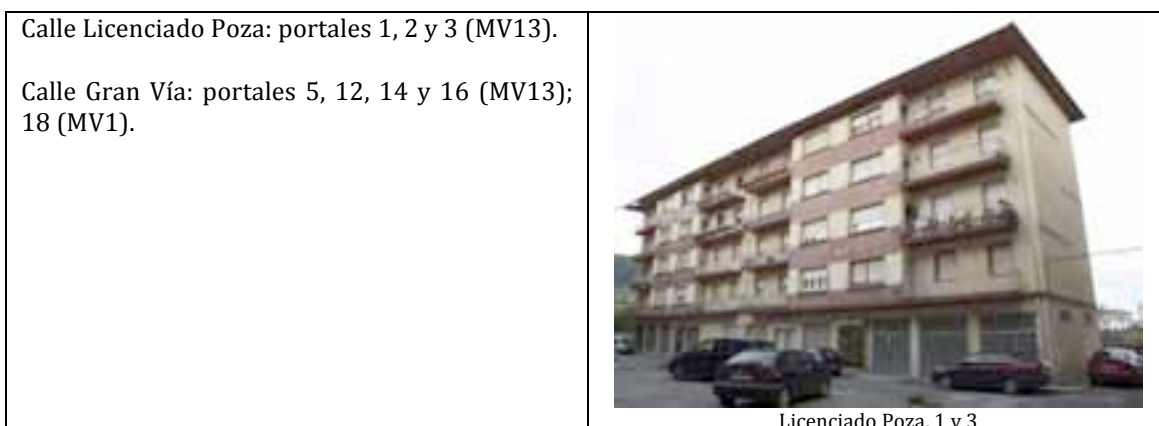 Calle Licenciado Poza: portales 1, 2 y 3 (MV13).
Calle Gran Vía: portales 5, 12, 14 y 16 (MV13);
18 (MV1).
Licenciado Poza, 1 y 3